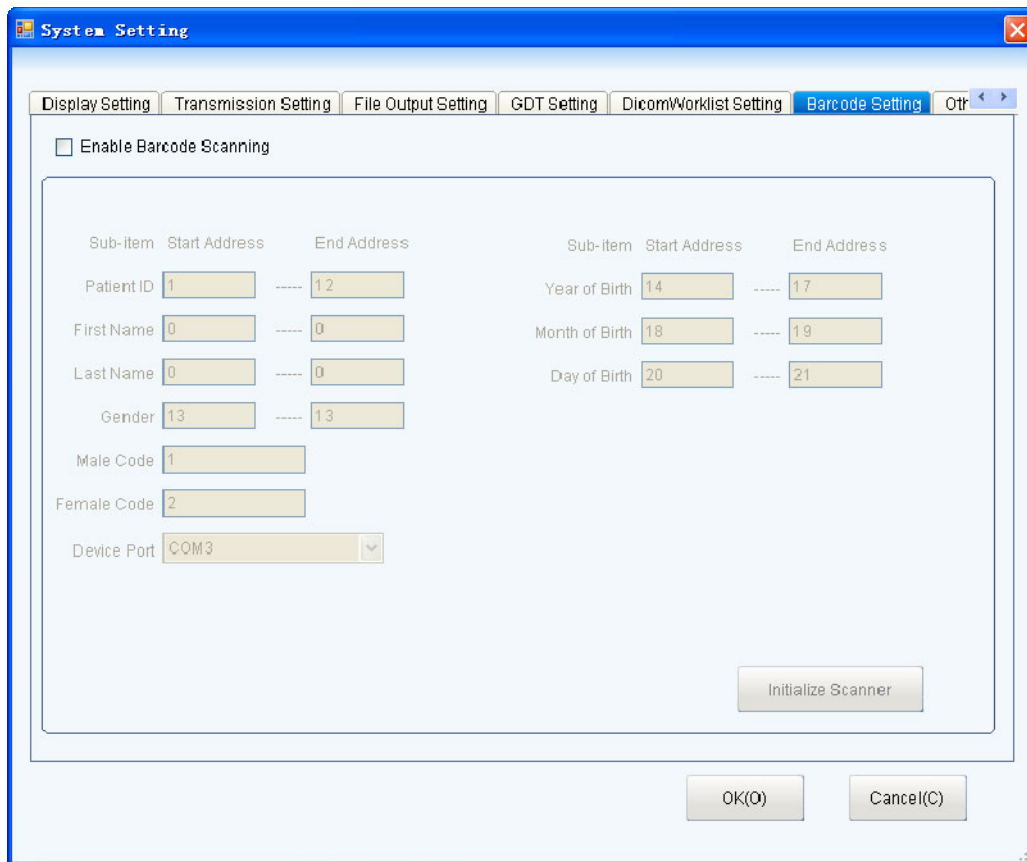 System Setting
Display Setting Transmission Setting File Output Setting GDT Setting DicomWorklist Setting Barcode Setting Oth
Enable Barcode Scanning
Sub-item Start Address End Address Sub-item Start Address End Address
Patient ID 1 ----- 12 Year of Birth 14 ----- 17
First Name 0 ----- 0 Month of Birth 18 ----- 19
Last Name 0 ----- 0 Day of Birth 20 ----- 21
Gender 13 ----- 13
Male Code 1
Female Code 2
Device Port COM3
Initialize Scanner
OK(O) Cancel(C)